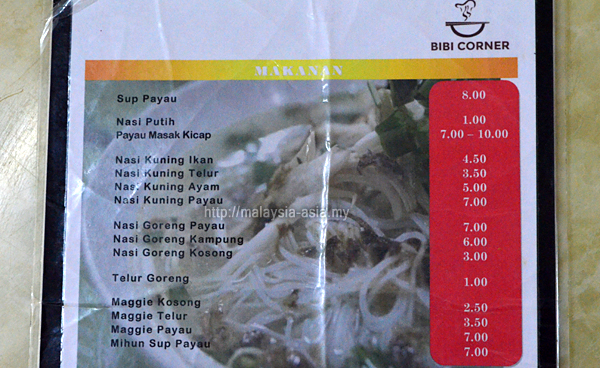 BIBI CORNER
MAKANAN
Sup Payau 8.00
Nasi Putih 1.00
Payau Masak Kicap 7.00 – 10.00
Nasi Kuning Ikan 4.50
Nasi Kuning Telur 3.50
Nasi Kuning Ayam 5.00
Nasi Kuning Payau 7.00
http://malaysia-asia.my
Nasi Goreng Payau 7.00
Nasi Goreng Kampung 6.00
Nasi Goreng Kosong 3.00
Telur Goreng 1.00
Maggie Kosong 2.50
Maggie Telur 3.50
Maggie Payau 7.00
Mihun Sup Payau 7.00